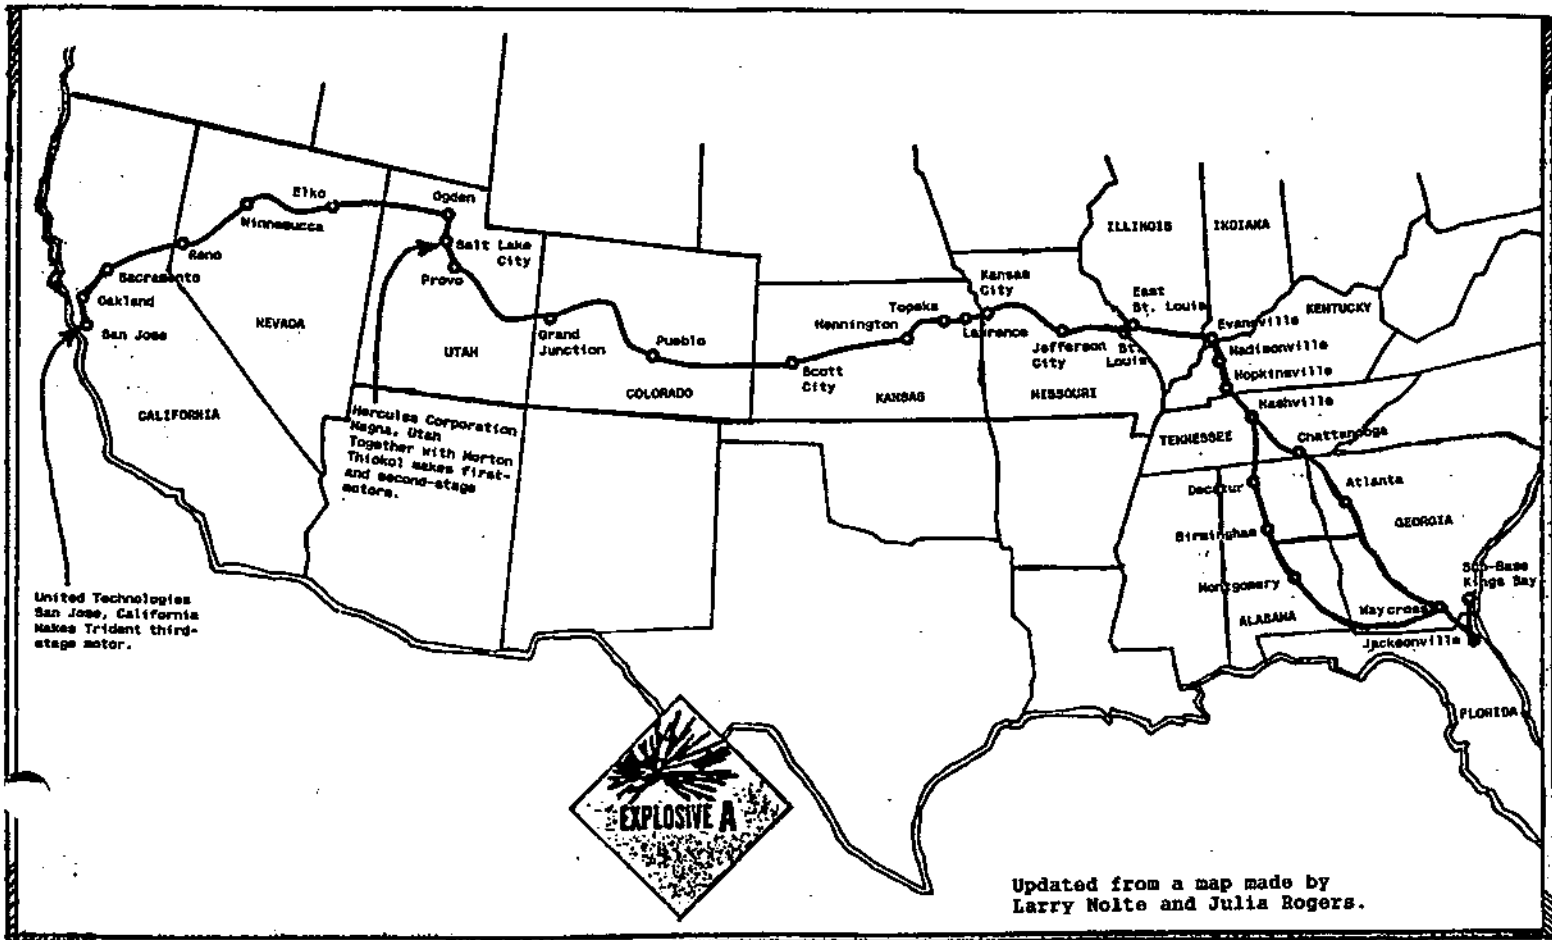 Elko
Ogden
Winnemucca
Reno
Sacramento
Oakland
San Jose
Salt Lake
City
Provo
NEVADA
UTAH
CALIFORNIA
Grand
Junction
Pueblo
COLORADO
Scott
City
Hennington
Topeka
Lawrence
Kansas
City
KANSAS
Jefferson
City
MISSOURI
East
St. Louis
St.
Louis
ILLINOIS
INDIANA
Evansville
KENTUCKY
Madisonville
Hopkinsville
Nashville
TENNESSEE
Chattanooga
Decatur
Atlanta
GEORGIA
Birmingham
Montgomery
ALABAMA
Waycross
Sub-Base
Kings Bay
Jacksonville
FLORIDA
Hercules Corporation
Magna, Utah
Together with Morton
Thiokol makes first-
and second-stage
motors.
United Technologies
San Jose, California
Makes Trident third-
stage motor.
EXPLOSIVE A
Updated from a map made by
Larry Nolte and Julia Rogers.